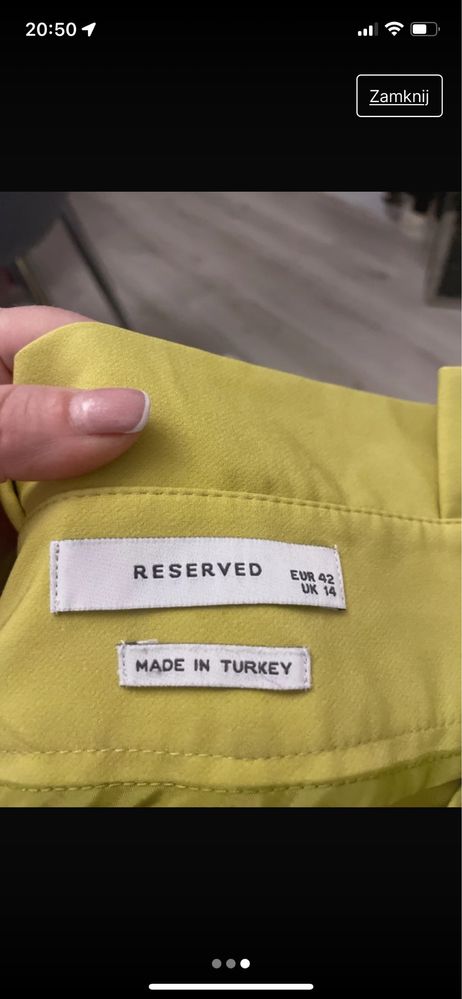 20:50
Zamknij
RESERVED
EUR 42
UK 14
MADE IN TURKEY